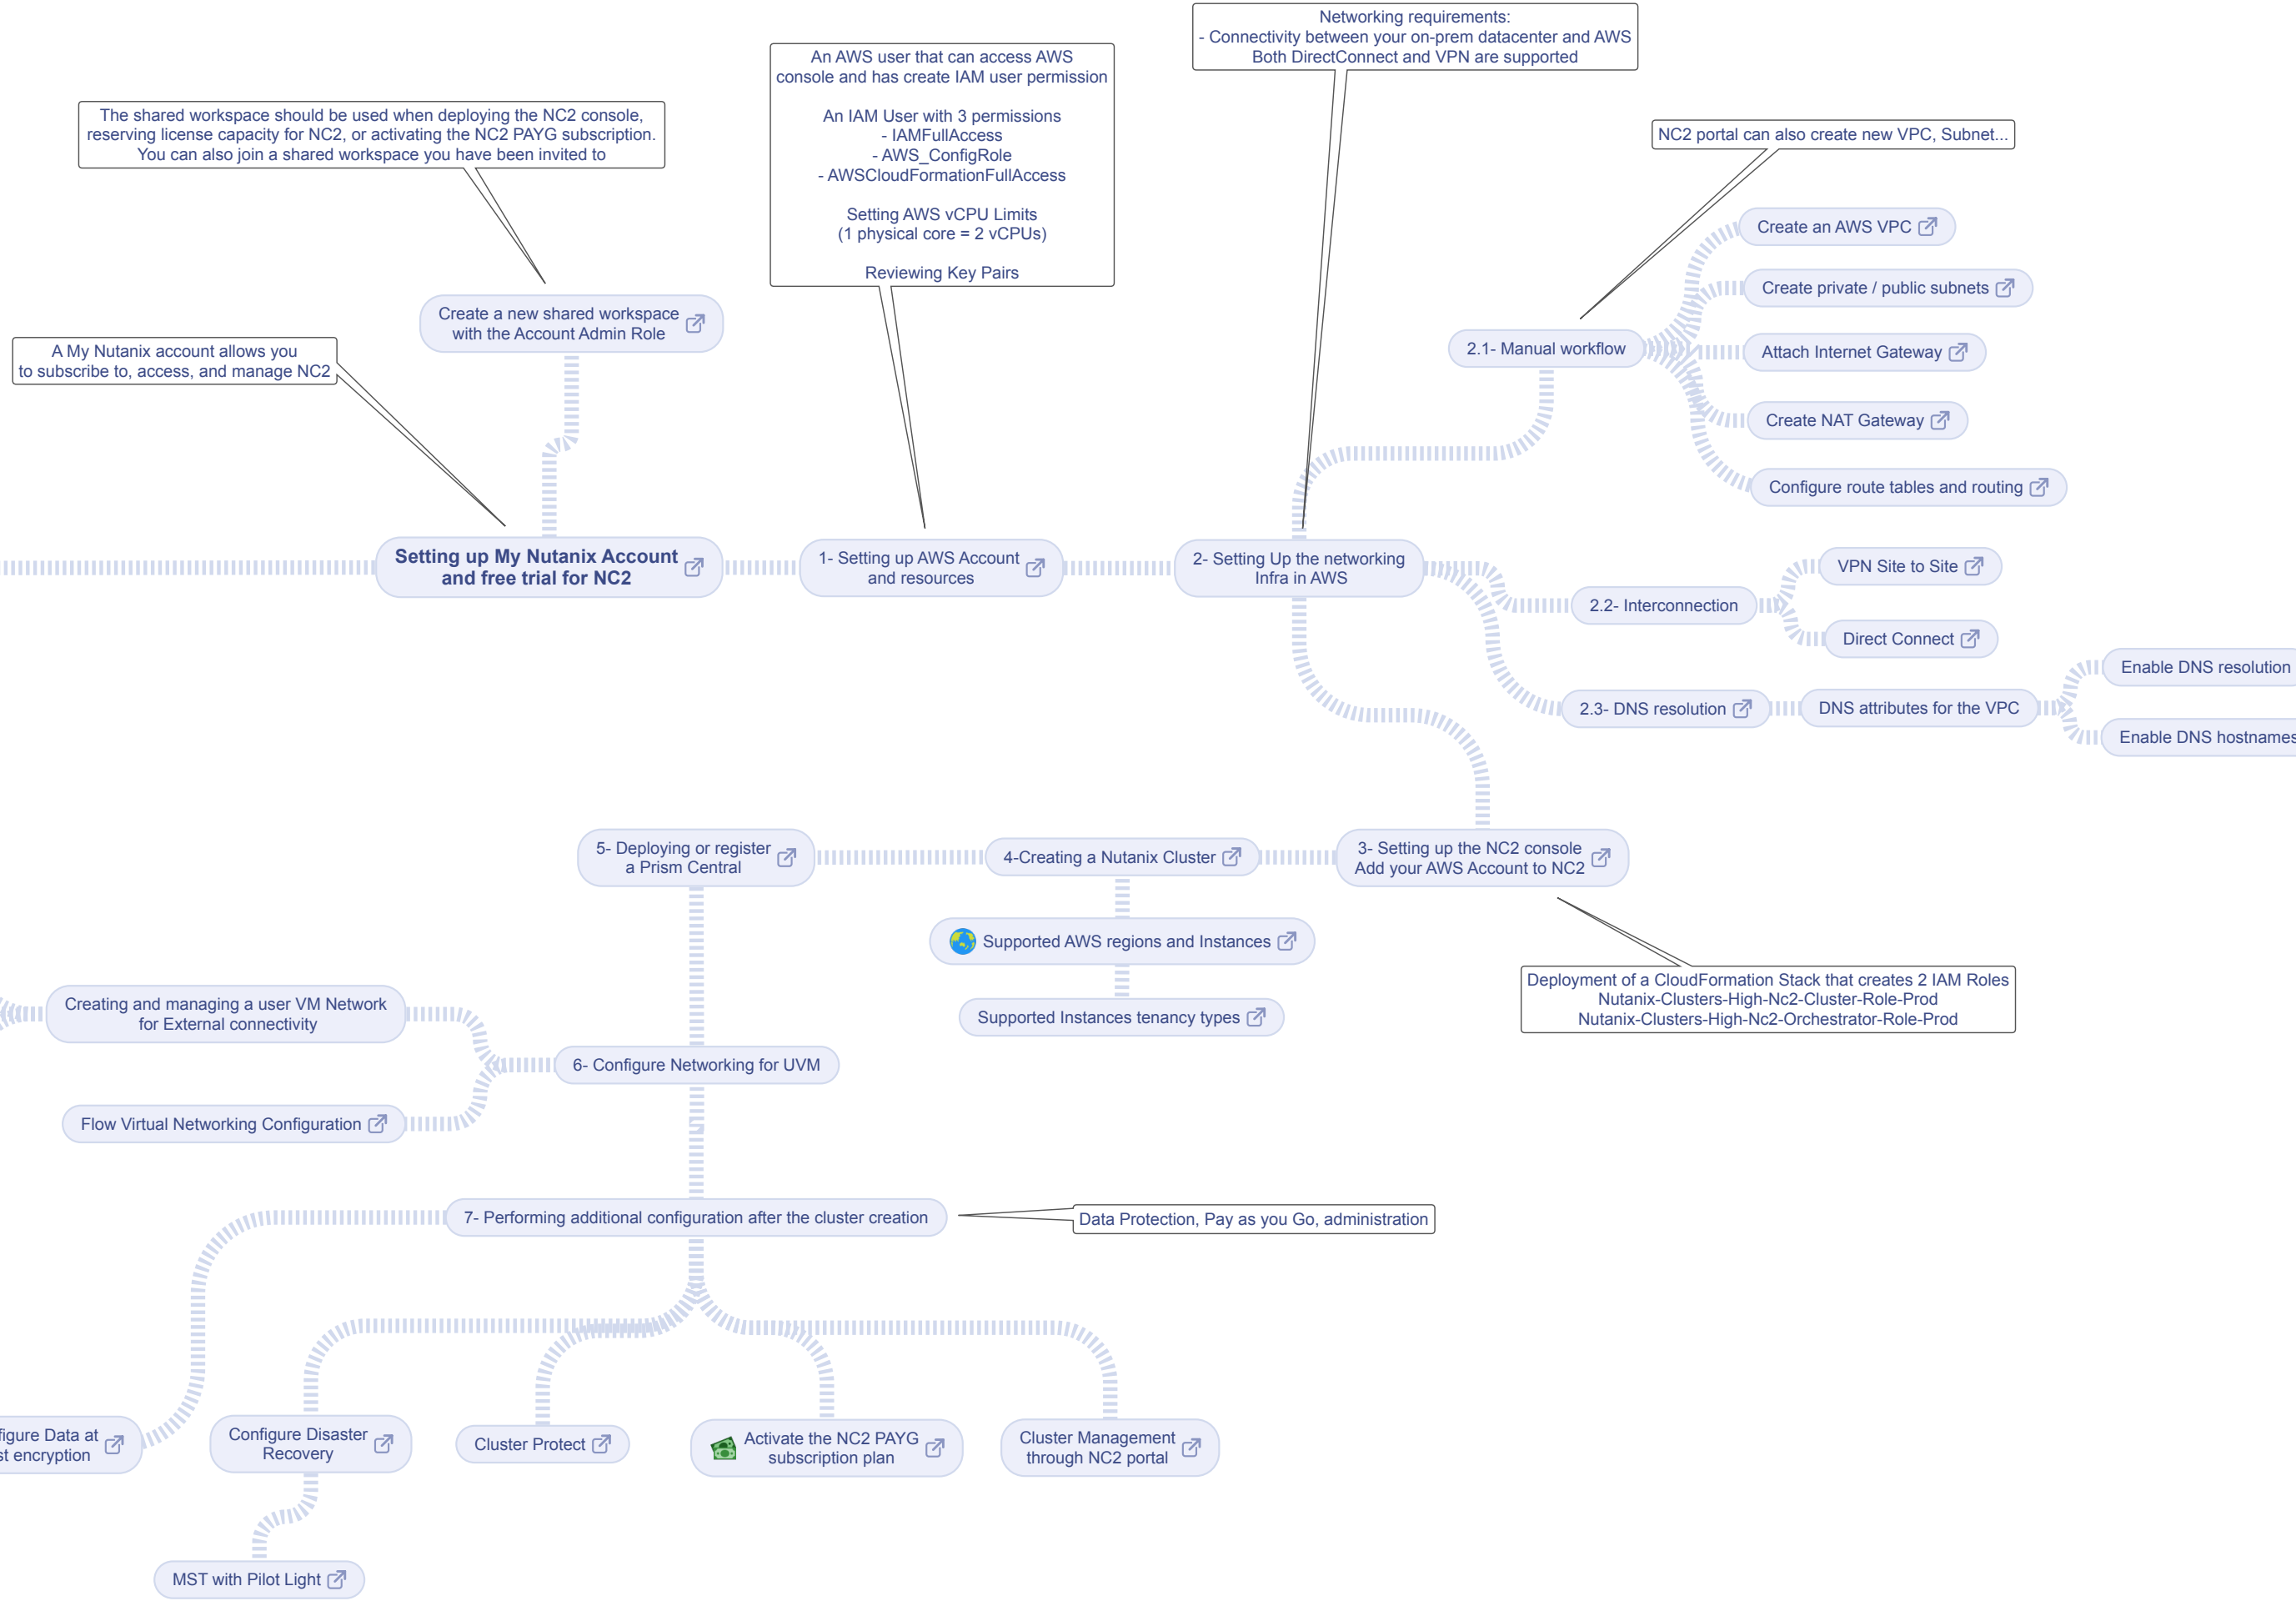 Networking requirements:
- Connectivity between your on-prem datacenter and AWS
Both DirectConnect and VPN are supported
An AWS user that can access AWS
console and has create IAM user permission
An IAM User with 3 permissions
- IAMFullAccess
- AWS_ConfigRole
- AWSCloudFormationFullAccess
Setting AWS vCPU Limits
(1 physical core = 2 vCPUs)
Reviewing Key Pairs
The shared workspace should be used when deploying the NC2 console,
reserving license capacity for NC2, or activating the NC2 PAYG subscription.
You can also join a shared workspace you have been invited to
NC2 portal can also create new VPC, Subnet...
Create an AWS VPC
Create private / public subnets
Create a new shared workspace
with the Account Admin Role
2.1- Manual workflow
Attach Internet Gateway
A My Nutanix account allows you
to subscribe to, access, and manage NC2
Create NAT Gateway
Configure route tables and routing
Setting up My Nutanix Account
and free trial for NC2
1- Setting up AWS Account
and resources
2- Setting Up the networking
Infra in AWS
VPN Site to Site
2.2- Interconnection
Direct Connect
Enable DNS resolution
2.3- DNS resolution
DNS attributes for the VPC
Enable DNS hostnames
5- Deploying or register
a Prism Central
4-Creating a Nutanix Cluster
3- Setting up the NC2 console
Add your AWS Account to NC2
Supported AWS regions and Instances
Supported Instances tenancy types
Deployment of a CloudFormation Stack that creates 2 IAM Roles
Nutanix-Clusters-High-Nc2-Cluster-Role-Prod
Nutanix-Clusters-High-Nc2-Orchestrator-Role-Prod
Creating and managing a user VM Network
for External connectivity
6- Configure Networking for UVM
Flow Virtual Networking Configuration
7- Performing additional configuration after the cluster creation
Data Protection, Pay as you Go, administration
figure Data at
st encryption
Configure Disaster
Recovery
Cluster Protect
Activate the NC2 PAYG
subscription plan
Cluster Management
through NC2 portal
MST with Pilot Light